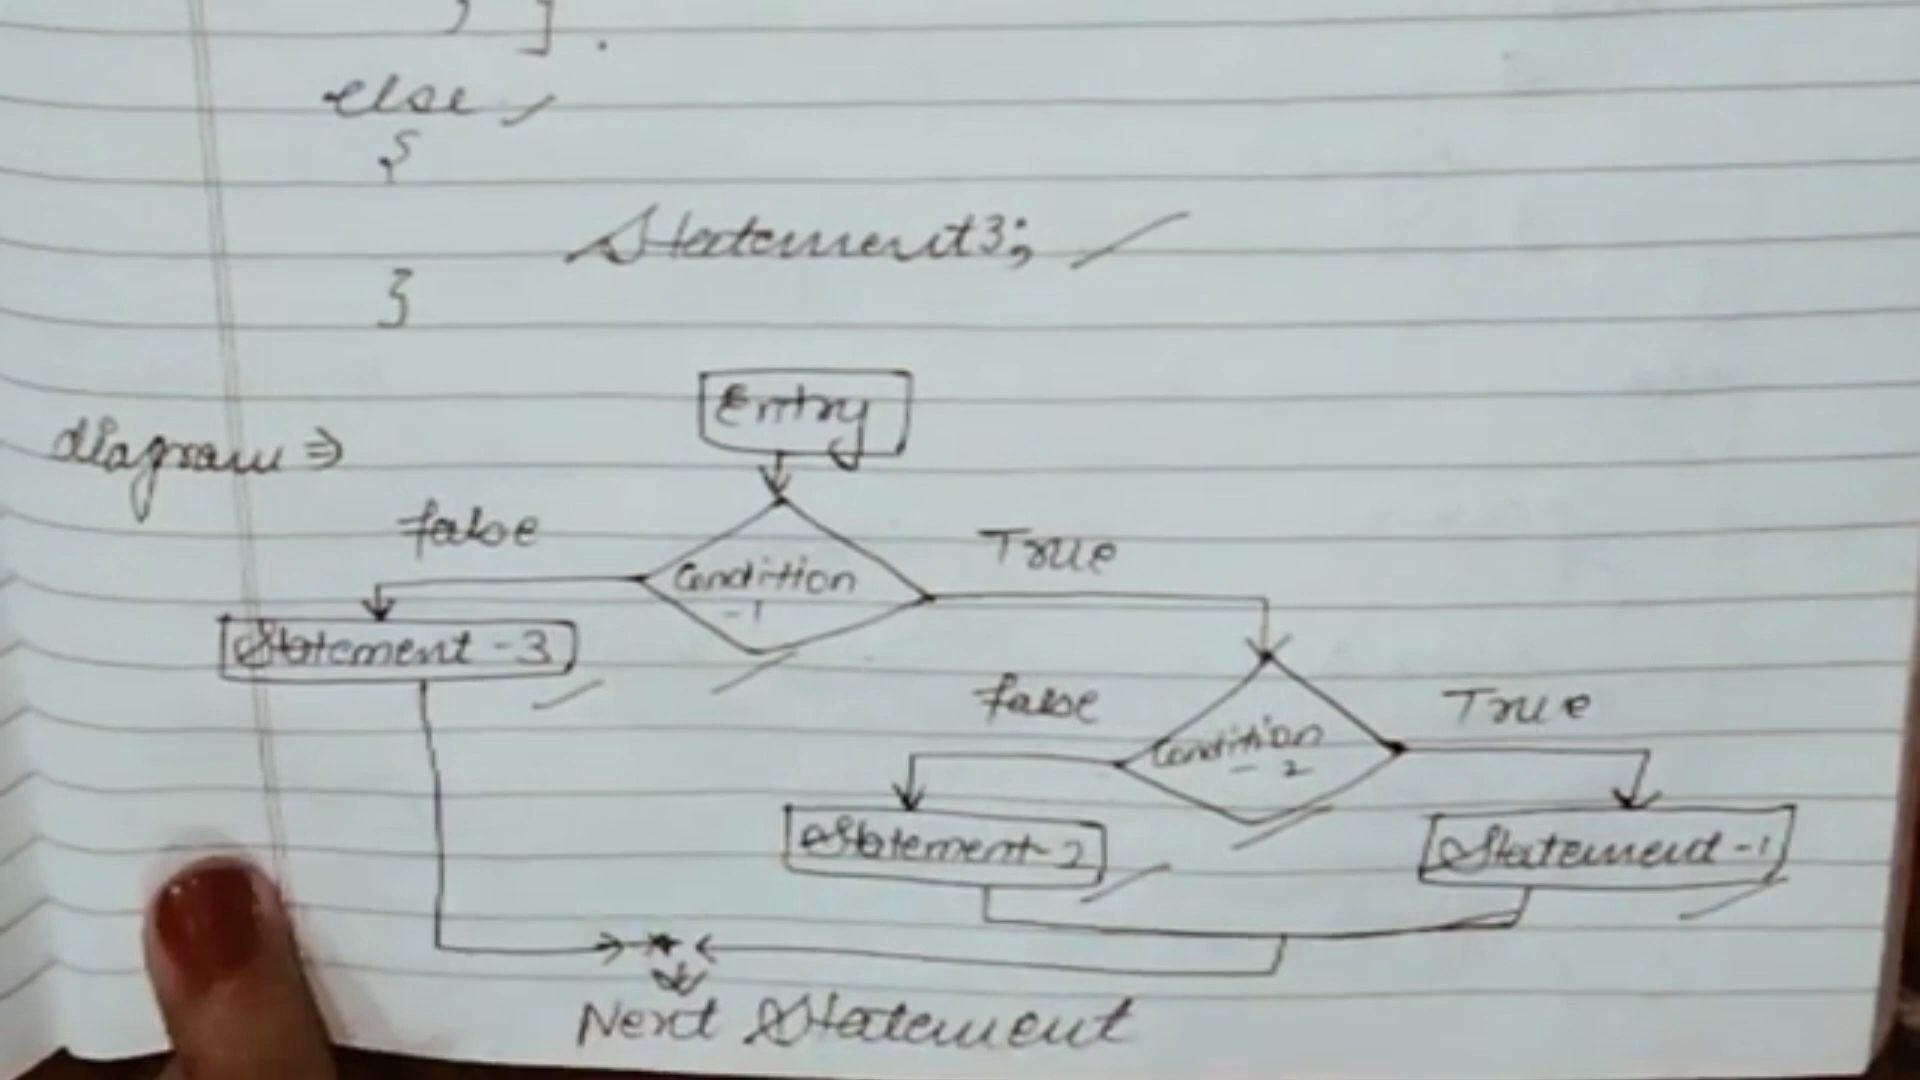 } ].
else
{
Statement3;
}
diagram ⇒
Entry
false
True
Condition
-1
Statement-3
false
True
Condition
- 2
Statement-2
Statement-1
Next Statement